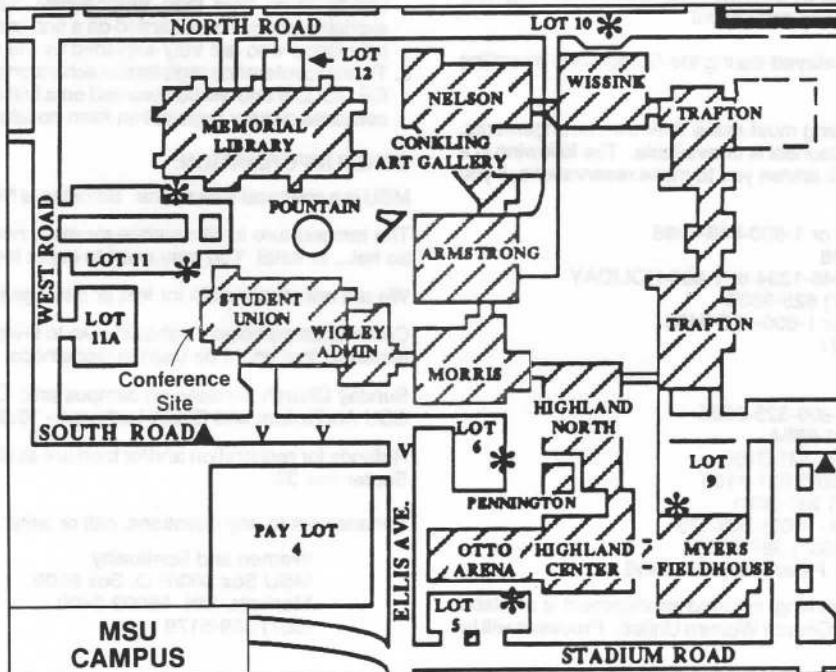 NORTH ROAD
LOT 10
LOT
12
NELSON
WISSINK
TRAFTON
MEMORIAL
LIBRARY
CONKLING
ART GALLERY
FOUNTAIN
WEST ROAD
LOT 11
ARMSTRONG
STUDENT
UNION
LOT
11A
WIGLEY
ADMIN
TRAFTON
Conference
Site
MORRIS
HIGHLAND
NORTH
SOUTH ROAD
LOT
6
LOT
9
PENNINGTON
PAY LOT
4
ELLIS AVE.
OTTO
ARENA
HIGHLAND
CENTER
MYERS
FIELDHOUSE
LOT
5
MSU
CAMPUS
STADIUM ROAD